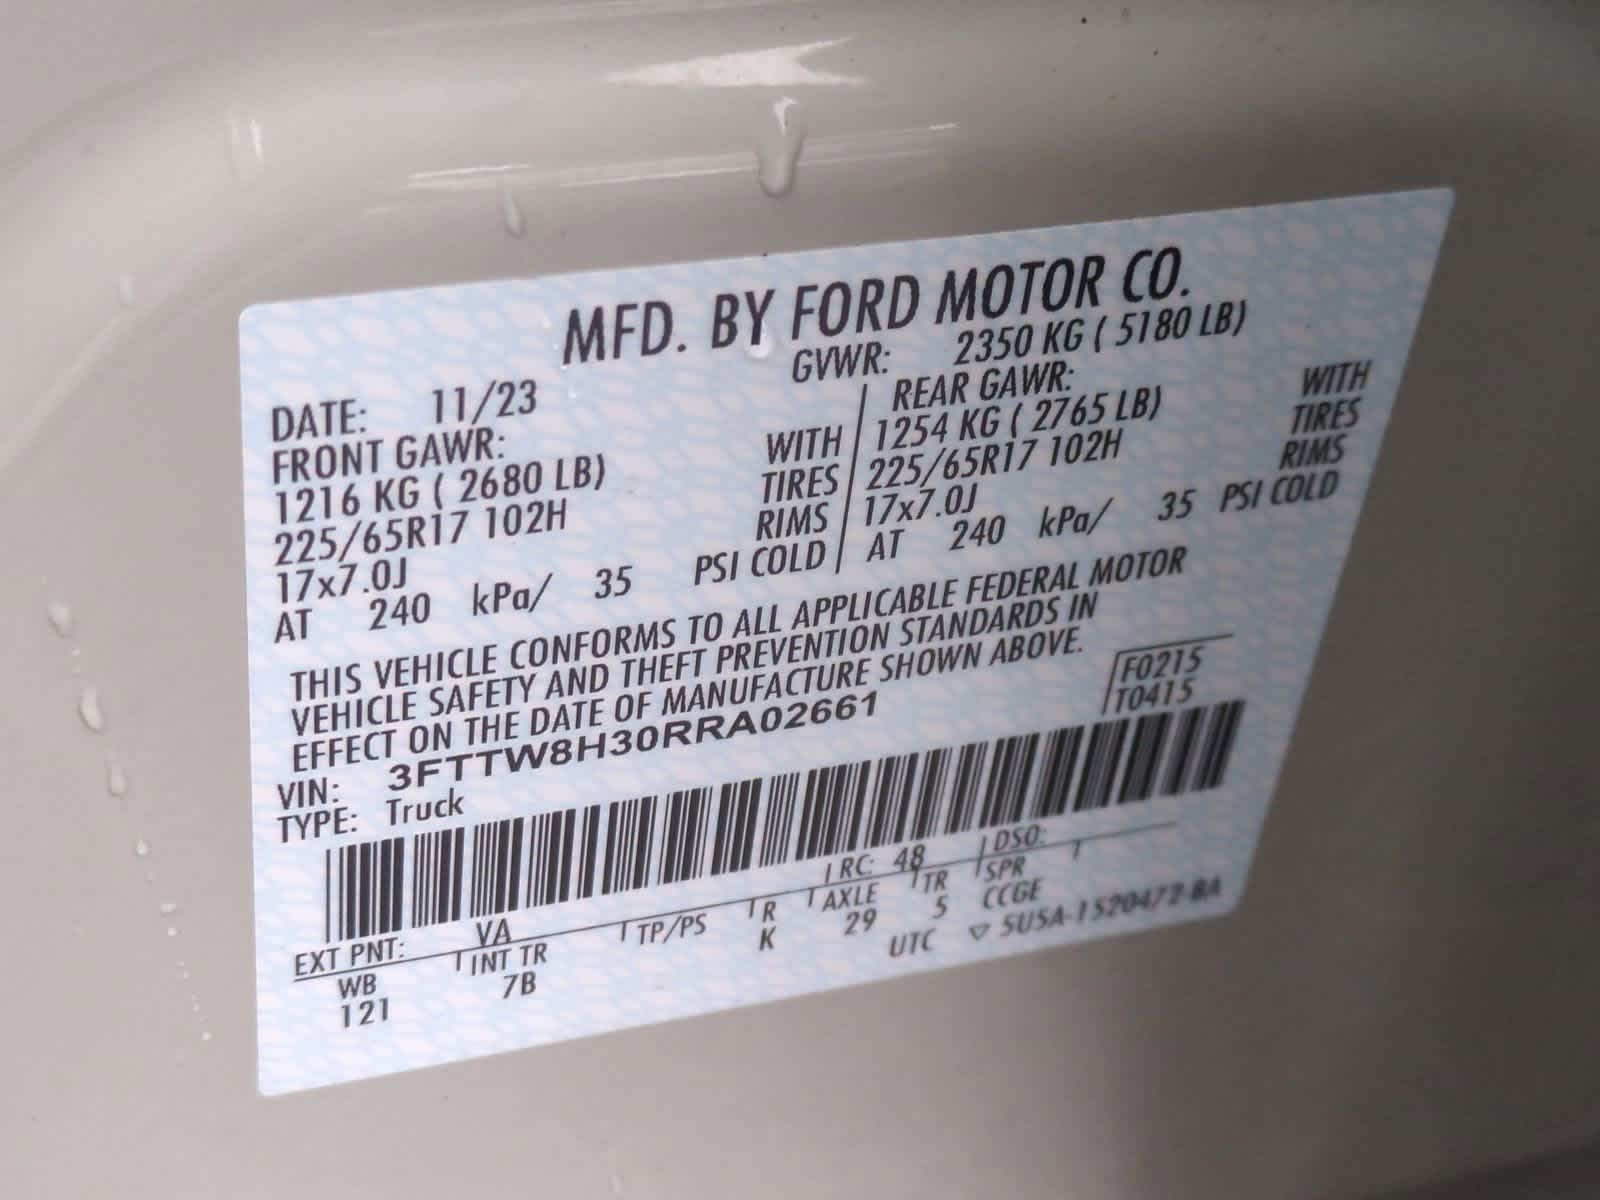 MFD. BY FORD MOTOR CO.
DATE: 11/23 GVWR: 2350 KG ( 5180 LB)
FRONT GAWR: REAR GAWR:
1216 KG ( 2680 LB) WITH 1254 KG ( 2765 LB) WITH
225/65R17 102H TIRES 225/65R17 102H TIRES
17x7.0J RIMS 17x7.0J RIMS
AT 240 kPa/ 35 PSI COLD AT 240 kPa/ 35 PSI COLD
THIS VEHICLE CONFORMS TO ALL APPLICABLE FEDERAL MOTOR
VEHICLE SAFETY AND THEFT PREVENTION STANDARDS IN
EFFECT ON THE DATE OF MANUFACTURE SHOWN ABOVE.
VIN: 3FTTW8H30RRA02661 F0215
TYPE: Truck T0415
EXT PNT: VA RC: 48 DSO:
WB INT TR TP/PS R AXLE TR SPR
121 7B K 29 5 CCGE
UTC ▽ 5U5A-1520472-BA